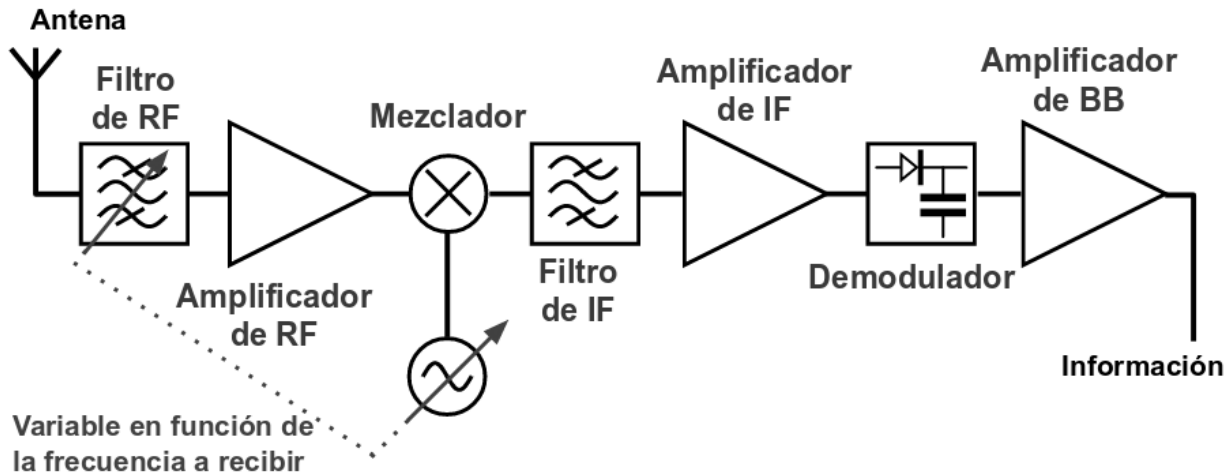 Antena
Filtro
de RF
Amplificador
de RF
Mezclador
Filtro
de IF
Amplificador
de IF
Demodulador
Amplificador
de BB
Información
Variable en función de
la frecuencia a recibir